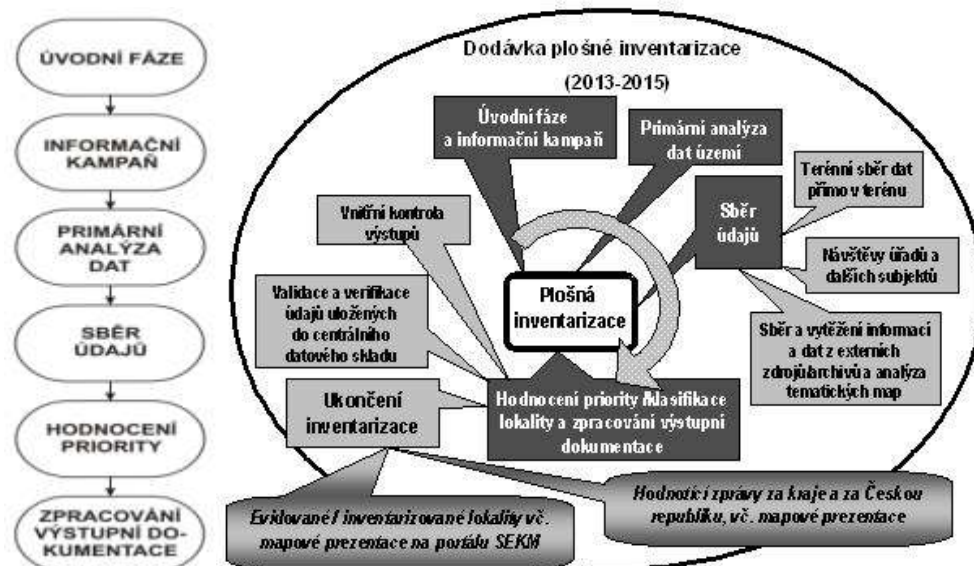 ÚVODNÍ FÁZE
INFORMAČNÍ
KAMPAŇ
PRIMÁRNÍ
ANALÝZA
DAT
SBĚR
ÚDAJŮ
HODNOCENÍ
PRIORITY
ZPRACOVÁNÍ
VÝSTUPNÍ DO-
KUMENTACE
Dodávka plošné inventarizace
(2013-2015)
Úvodní fáze
a informační kampaň
Primární analýza
dat území
Sběr
údajů
Terénní sběr dat
přímo v terénu
Návštěvy úřadů a
dalších subjektů
Sběr a vytěžení informací
a dat z externích
zdrojů/archivů a analýza
tematických map
Vnitřní kontrola
výstupů
Validace a verifikace
údajů uložených
do centrálního
datového skladu
Plošná
inventarizace
Ukončení
inventarizace
Hodnocení priority /klasifikace
lokality a zpracování výstupní
dokumentace
Evidované / inventarizované lokality vč.
mapové prezentace na portálu SEKM
Hodnotící zprávy za kraje a za Českou
republiku, vč. mapové prezentace